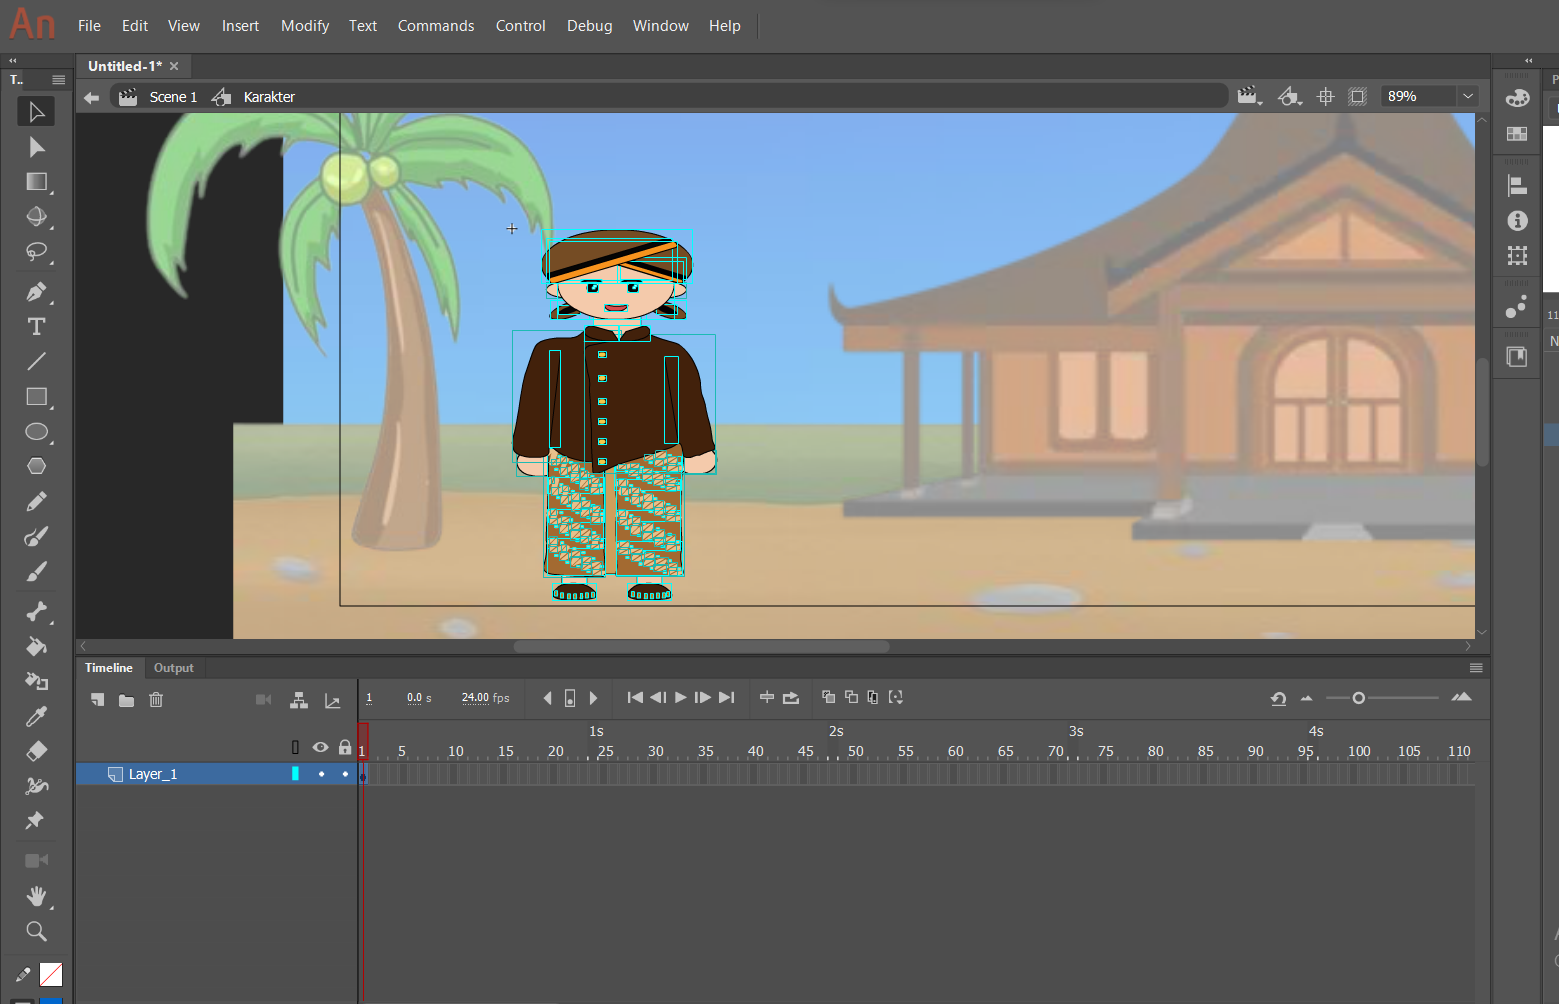 An File Edit View Insert Modify Text Commands Control Debug Window Help
Untitled-1* ×
T.. 
Scene 1 Karakter 89%
P
11
N
Timeline Output
1 0.0 s 24.00 fps
1s 2s 3s 4s
1 5 10 15 20 25 30 35 40 45 50 55 60 65 70 75 80 85 90 95 100 105 110
Layer_1